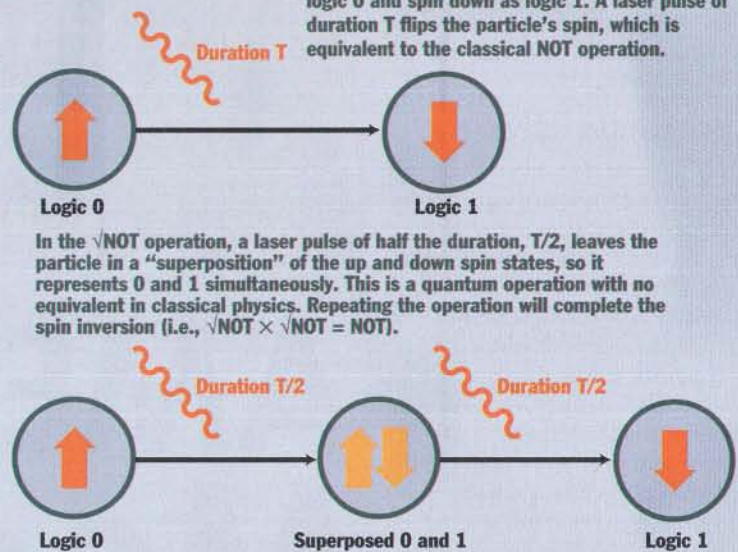 logic 0 and spin down as logic 1. A laser pulse of
duration T flips the particle's spin, which is
equivalent to the classical NOT operation.
Duration T
Logic 0
Logic 1
In the √NOT operation, a laser pulse of half the duration, T/2, leaves the
particle in a “superposition” of the up and down spin states, so it
represents 0 and 1 simultaneously. This is a quantum operation with no
equivalent in classical physics. Repeating the operation will complete the
spin inversion (i.e., √NOT × √NOT = NOT).
Duration T/2
Duration T/2
Logic 0
Superposed 0 and 1
Logic 1